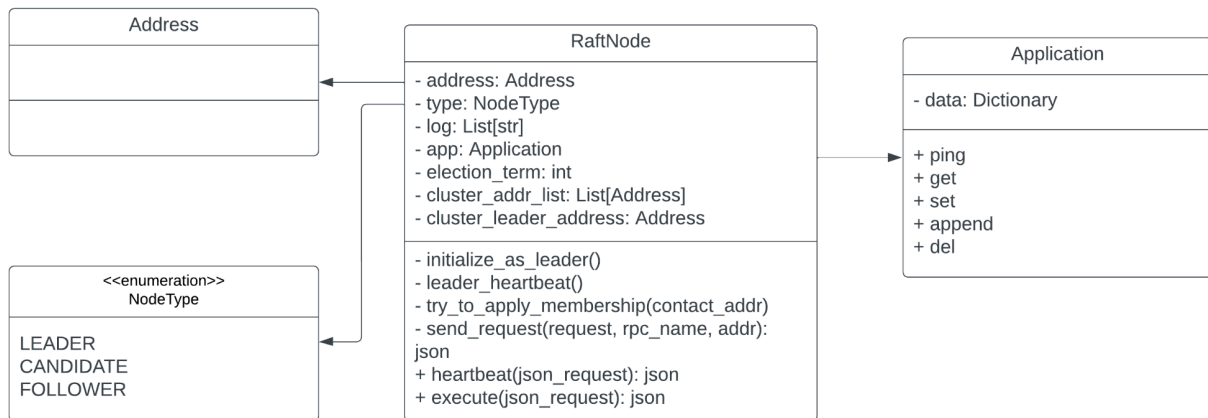 Address
RaftNode
- address: Address
- type: NodeType
- log: List[str]
- app: Application
- election_term: int
- cluster_addr_list: List[Address]
- cluster_leader_address: Address
- initialize_as_leader()
- leader_heartbeat()
- try_to_apply_membership(contact_addr)
- send_request(request, rpc_name, addr):
json
+ heartbeat(json_request): json
+ execute(json_request): json
Application
- data: Dictionary
+ ping
+ get
+ set
+ append
+ del
<<enumeration>>
NodeType
LEADER
CANDIDATE
FOLLOWER